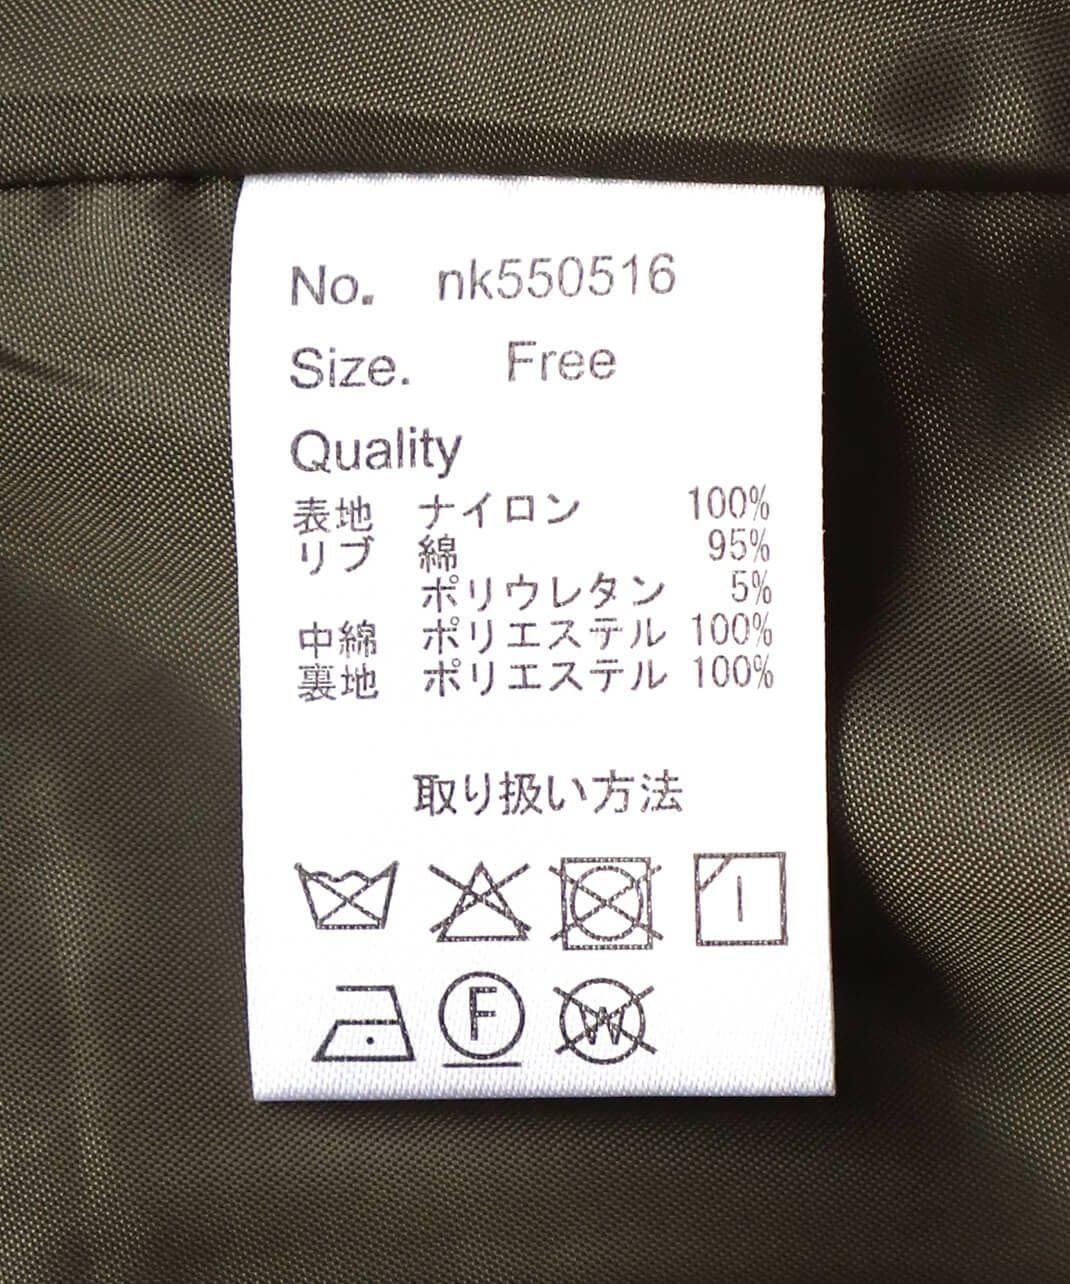 No. nk550516
Size. Free
Quality
表地 ナイロン 100%
リブ 綿 95%
ポリウレタン 5%
中綿 ポリエステル 100%
裏地 ポリエステル 100%
取り扱い方法
F
W